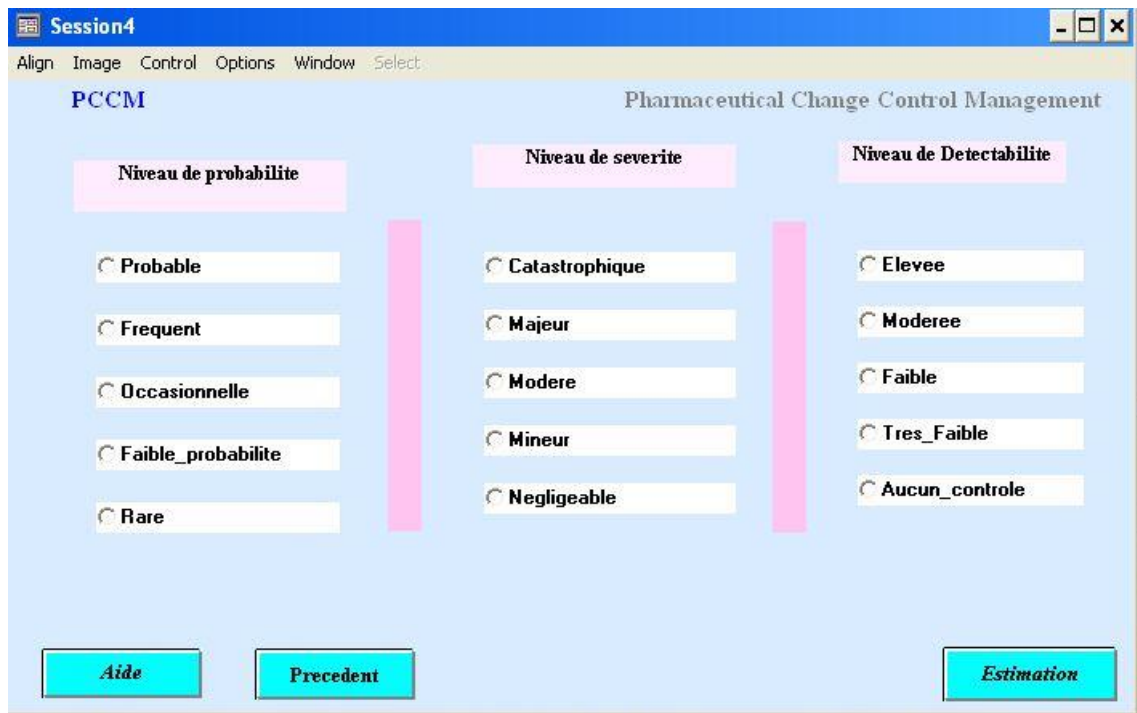 Session4
Align Image Control Options Window Select
PCCM
Pharmaceutical Change Control Management
Niveau de probabilite
Probable
Frequent
Occasionnelle
Faible_probabilite
Rare
Niveau de severite
Catastrophique
Majeur
Modere
Mineur
Negligeable
Niveau de Detectabilite
Elevee
Moderee
Faible
Tres_Faible
Aucun_controle
Aide
Precedent
Estimation